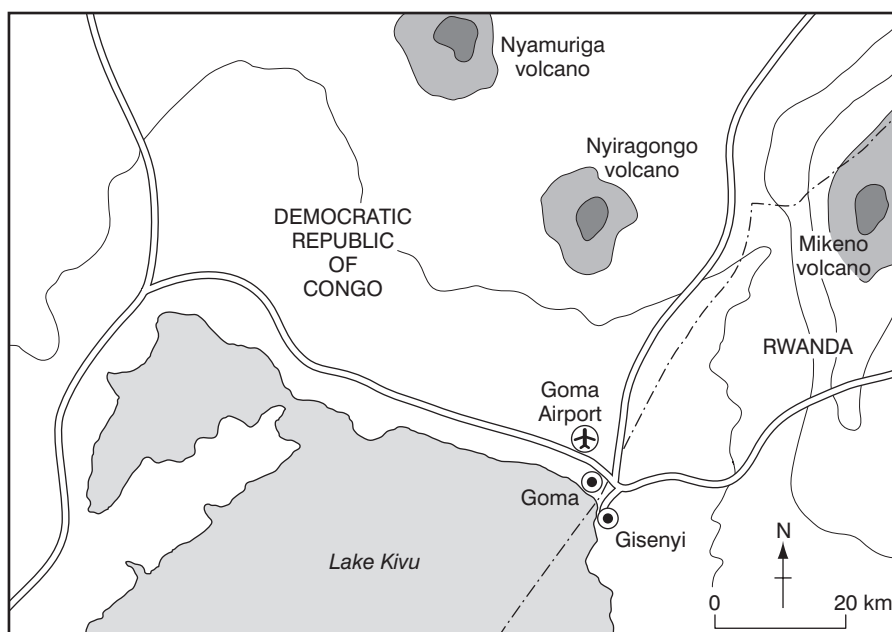 Nyamuriga
volcano
Nyiragongo
volcano
DEMOCRATIC
REPUBLIC
OF
CONGO
Mikeno
volcano
RWANDA
Goma
Airport
Goma
Gisenyi
Lake Kivu
N
0 20 km